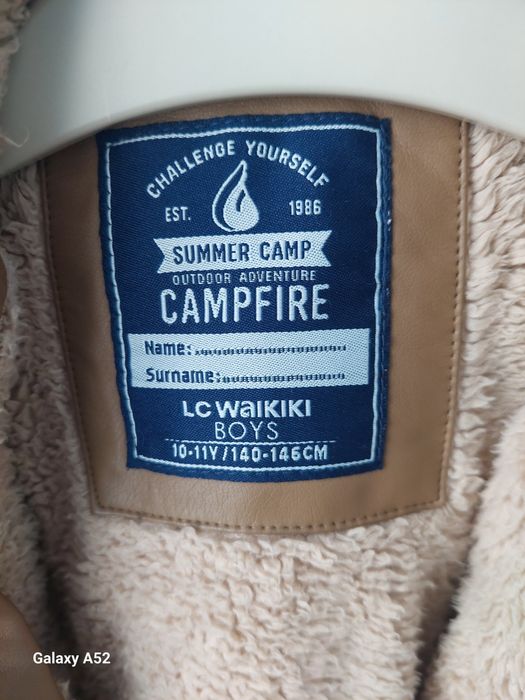 CHALLENGE YOURSELF
EST. 1986
SUMMER CAMP
OUTDOOR ADVENTURE
CAMPFIRE
Name:
Surname:
LC WAIKIKI
BOYS
10-11Y/140-146CM
Galaxy A52